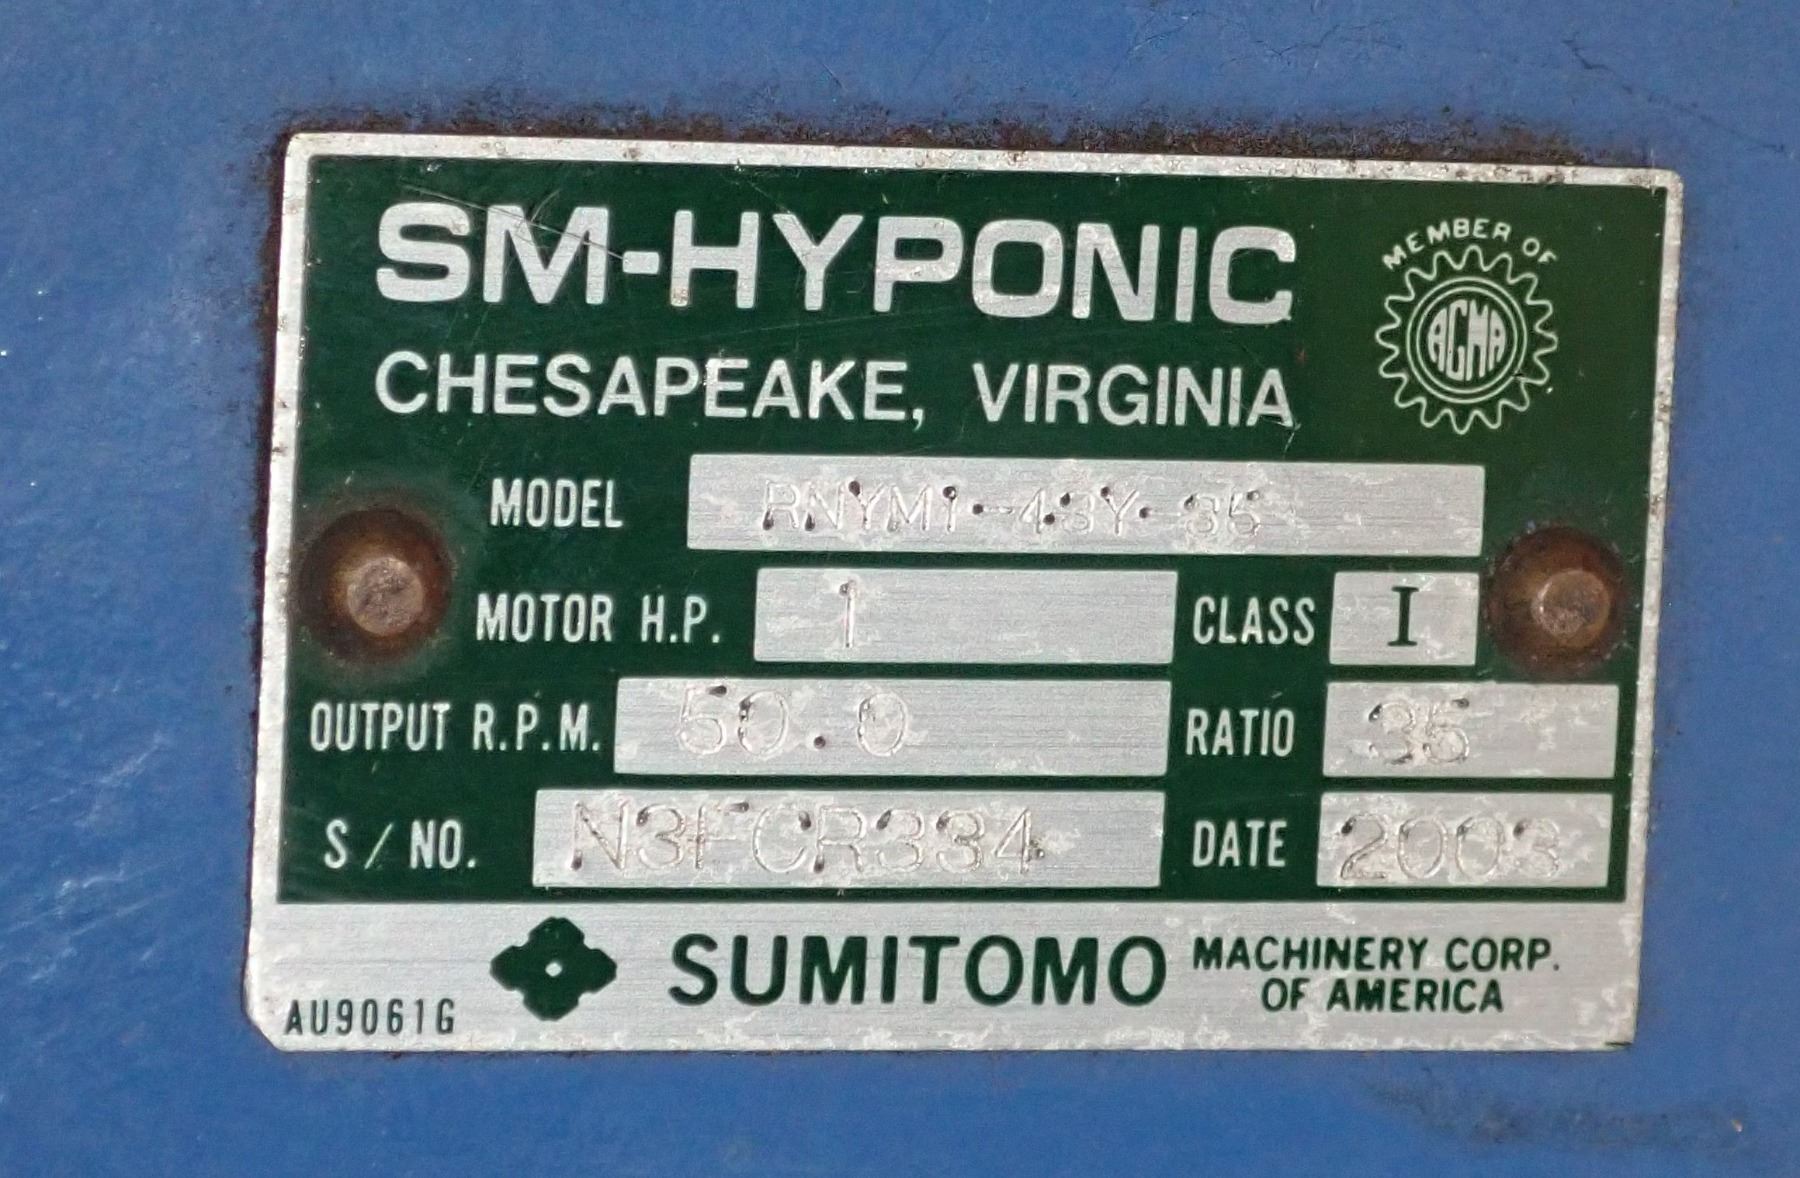 SM-HYPONIC
MEMBER OF
AGMA
CHESAPEAKE, VIRGINIA
MODEL RNYM1-43Y-35
MOTOR H.P. 1 CLASS I
OUTPUT R.P.M. 50.0 RATIO 35
S/NO. N3FCR334 DATE 2003
SUMITOMO MACHINERY CORP.
OF AMERICA
AU9061G